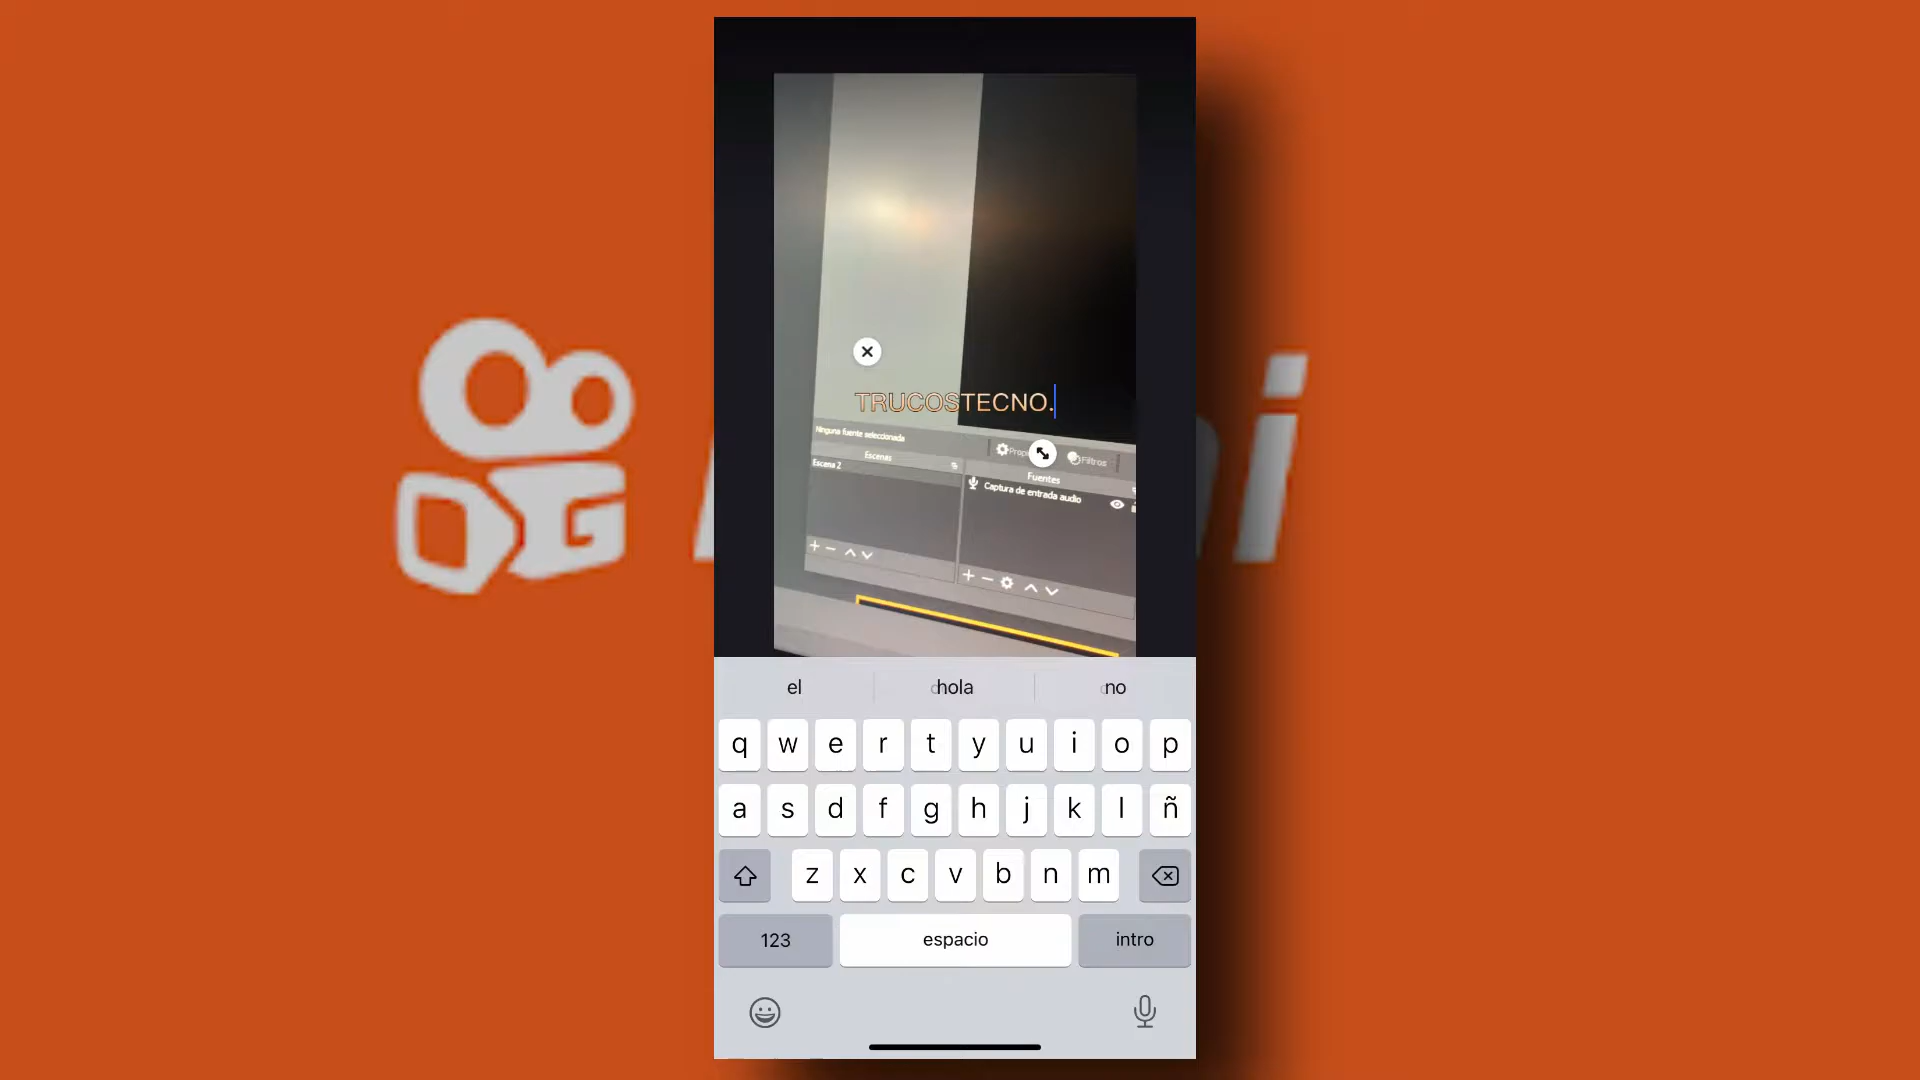 TRUCOSTECNO.
Ninguna fuente seleccionada
Filtros
Escenas
Fuentes
Escena 2
Captura de entrada audio
el hola no
q w e r t y u i o p
a s d f g h j k l ñ
z x c v b n m
123 espacio intro